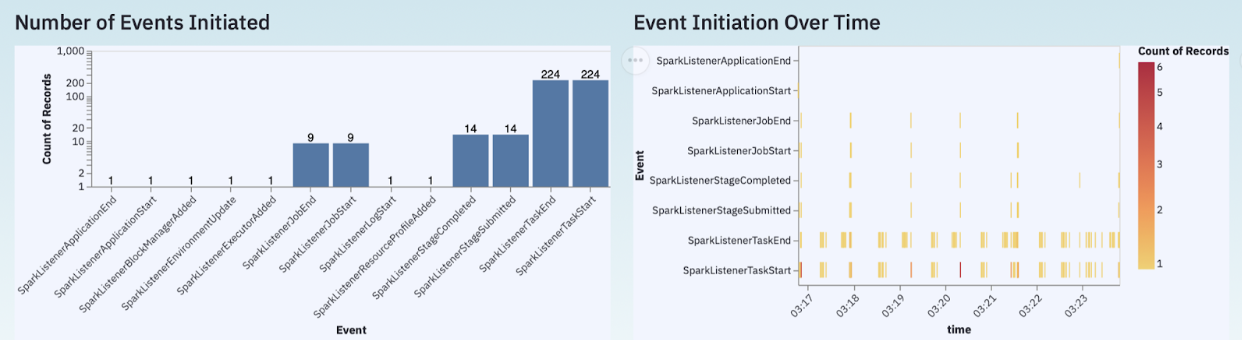 Number of Events Initiated
1,000
200
100
20
10
2
1
Count of Records
1
1
1
1
1
9
9
1
1
14
14
224
224
SparkListenerApplicationEnd
SparkListenerApplicationStart
SparkListenerBlockManagerAdded
SparkListenerEnvironmentUpdate
SparkListenerExecutorAdded
SparkListenerJobEnd
SparkListenerJobStart
SparkListenerLogStart
SparkListenerResourceProfileAdded
SparkListenerStageCompleted
SparkListenerStageSubmitted
SparkListenerTaskEnd
SparkListenerTaskStart
Event
Event Initiation Over Time
Event
SparkListenerApplicationEnd
SparkListenerApplicationStart
SparkListenerJobEnd
SparkListenerJobStart
SparkListenerStageCompleted
SparkListenerStageSubmitted
SparkListenerTaskEnd
SparkListenerTaskStart
03:17
03:18
03:19
03:20
03:21
03:22
03:23
time
Count of Records
6
5
4
3
2
1